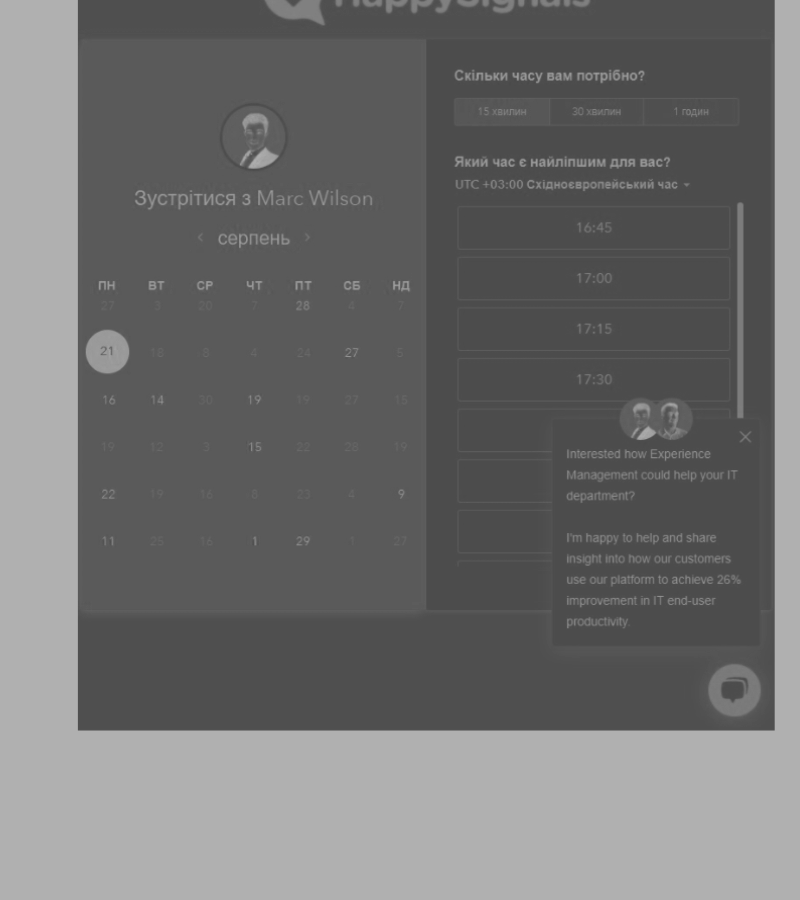 HappySignals
Зустрітися з Marc Wilson
серпень
ПН ВТ СР ЧТ ПТ СБ НД
27 3 20 7 28 4 7
21 18 8 4 24 27 5
16 14 10 19 19 27 15
19 12 3 15 22 28 19
22 19 16 8 23 4 9
11 25 16 1 29 1 27
Скільки часу вам потрібно?
15 хвилин 30 хвилин 1 годин
Який час є найліпшим для вас?
UTC +03:00 Східноєвропейський час
16:45
17:00
17:15
17:30
Interested how Experience
Management could help your IT
department?
I'm happy to help and share
insight into how our customers
use our platform to achieve 26%
improvement in IT end-user
productivity.